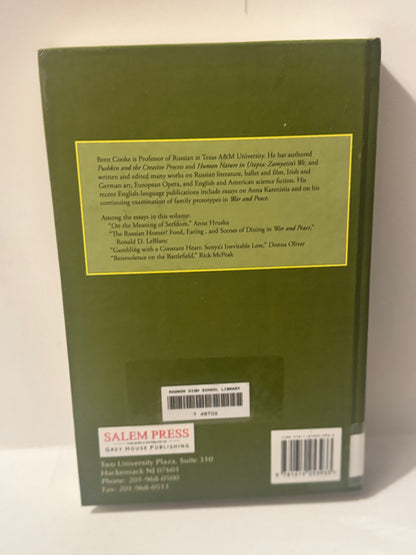 Brett Cooke is Professor of Russian at Texas A&M University. He has authored
Pushkin and the Creative Process and Human Nature in Utopia: Zamyatin's We, and
written and edited many works on Russian literature, ballet and film, Irish and
German art, European Opera, and English and American science fiction. His
recent English-language publications include essays on Anna Karenina and on his
continuing examination of family prototypes in War and Peace.
Among the essays in this volume:
"On the Meaning of Serfdom," Anna Hruska
"The Russian Homer? Food, Eating , and Scenes of Dining in War and Peace,"
Ronald D. LeBlanc
"Gambling with a Constant Heart: Sonya's Inevitable Loss," Donna Oliver
"Benevolence on the Battlefield," Rick McPeak
RADNOR HIGH SCHOOL LIBRARY
T 48702
SALEM PRESS
GREY HOUSE PUBLISHING
Two University Plaza, Suite 310
Hackensack NJ 07601
Phone: 201-968-0500
Fax: 201-968-0511